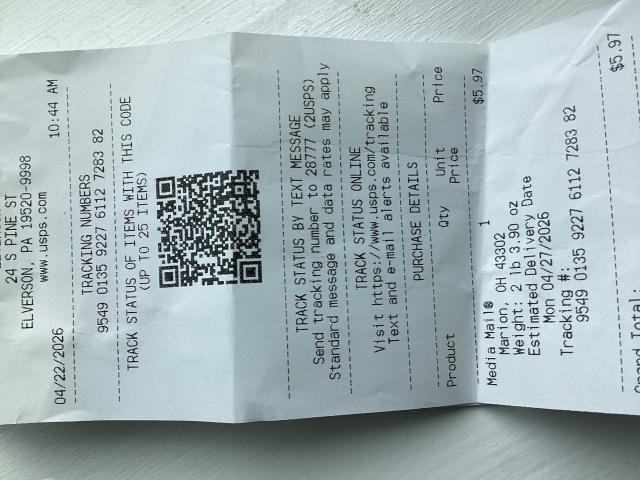 24 S PINE ST
ELVERSON, PA 19520-9998
www.usps.com
04/22/2026 10:44 AM
TRACKING NUMBERS
9549 0135 9227 6112 7283 82
TRACK STATUS OF ITEMS WITH THIS CODE
(UP TO 25 ITEMS)
TRACK STATUS BY TEXT MESSAGE
Send tracking number to 28777 (2USPS)
Standard message and data rates may apply
TRACK STATUS ONLINE
Visit https://www.usps.com/tracking
Text and e-mail alerts available
PURCHASE DETAILS
Product Qty Unit Price
Price
Media Mail® 1 $5.97
Marion, OH 43302
Weight: 2 lb 3.90 oz
Estimated Delivery Date
Mon 04/27/2026
Tracking #:
9549 0135 9227 6112 7283 82
Grand Total: $5.97